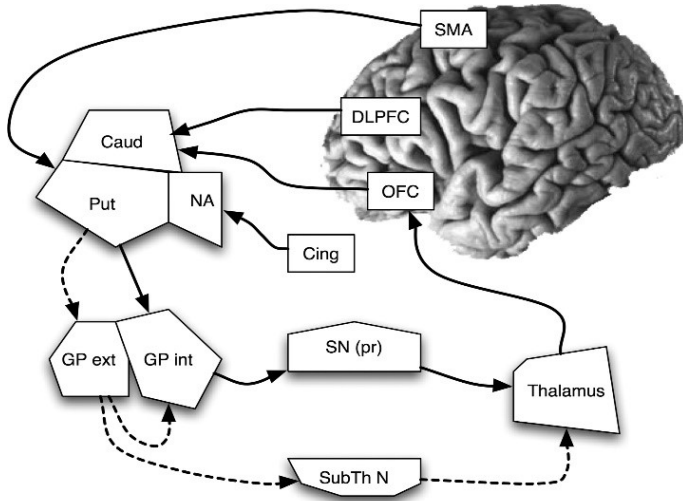 SMA
DLPFC
Caud
OFC
Put
NA
Cing
GP ext
GP int
SN (pr)
Thalamus
SubTh N